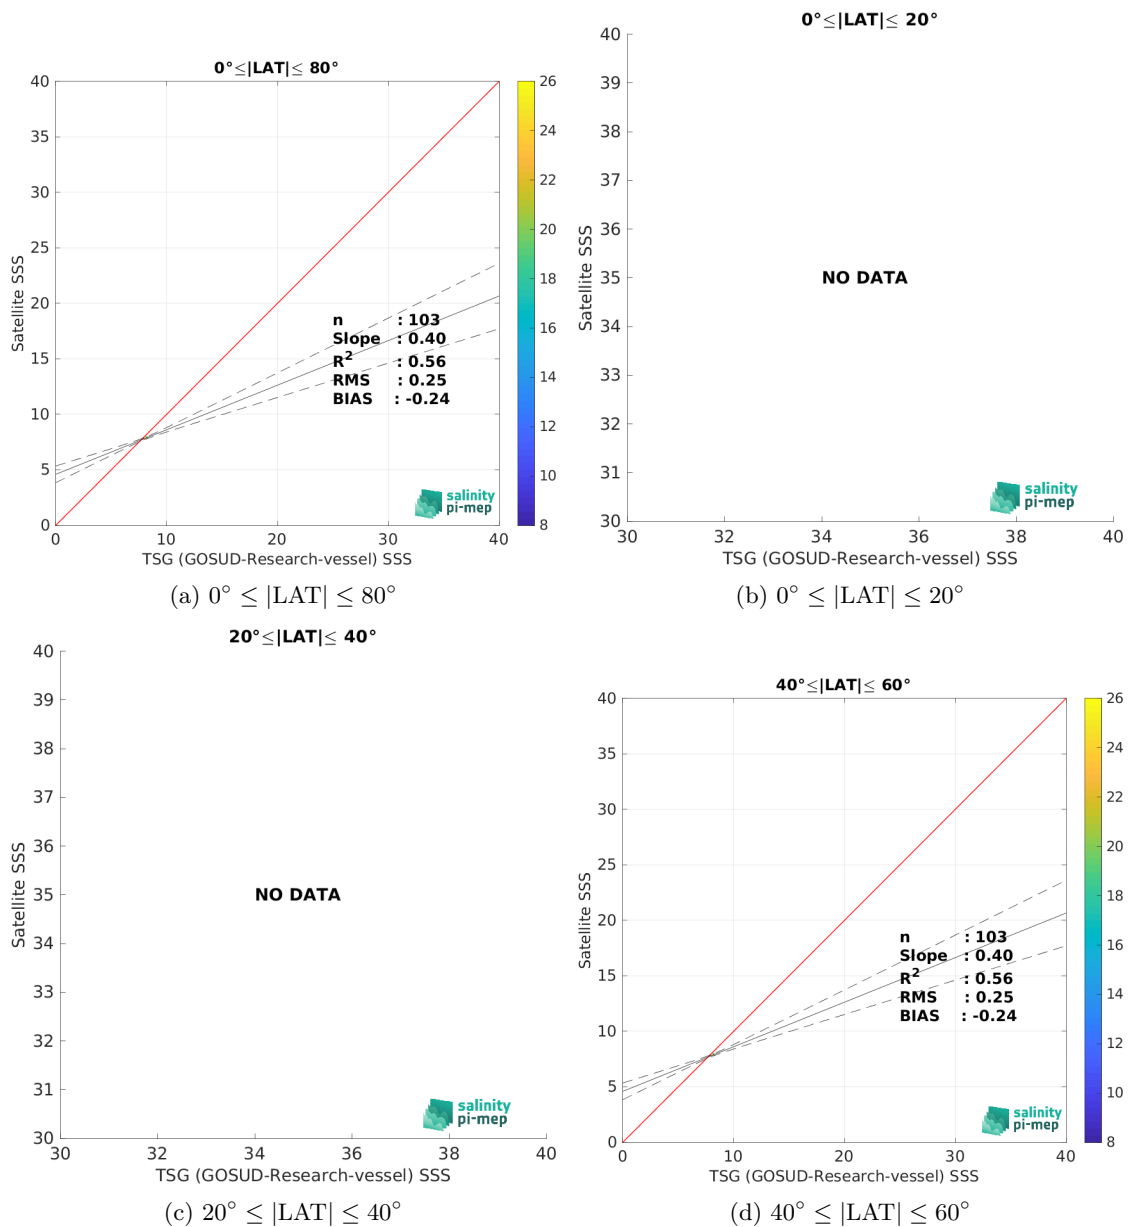 0°≤|LAT|≤ 80°
40
35
30
25
20
15
10
5
0
0 10 20 30 40
Satellite SSS
TSG (GOSUD-Research-vessel) SSS
n : 103
Slope : 0.40
R² : 0.56
RMS : 0.25
BIAS : -0.24
salinity
pi-mep
26
24
22
20
18
16
14
12
10
8
(a) 0° ≤ |LAT| ≤ 80°
0°≤|LAT|≤ 20°
40
39
38
37
36
35
34
33
32
31
30
30 32 34 36 38 40
Satellite SSS
NO DATA
TSG (GOSUD-Research-vessel) SSS
salinity
pi-mep
(b) 0° ≤ |LAT| ≤ 20°
20°≤|LAT|≤ 40°
40
39
38
37
36
35
34
33
32
31
30
30 32 34 36 38 40
Satellite SSS
NO DATA
TSG (GOSUD-Research-vessel) SSS
salinity
pi-mep
(c) 20° ≤ |LAT| ≤ 40°
40°≤|LAT|≤ 60°
40
35
30
25
20
15
10
5
0
0 10 20 30 40
Satellite SSS
TSG (GOSUD-Research-vessel) SSS
n : 103
Slope : 0.40
R² : 0.56
RMS : 0.25
BIAS : -0.24
salinity
pi-mep
26
24
22
20
18
16
14
12
10
8
(d) 40° ≤ |LAT| ≤ 60°